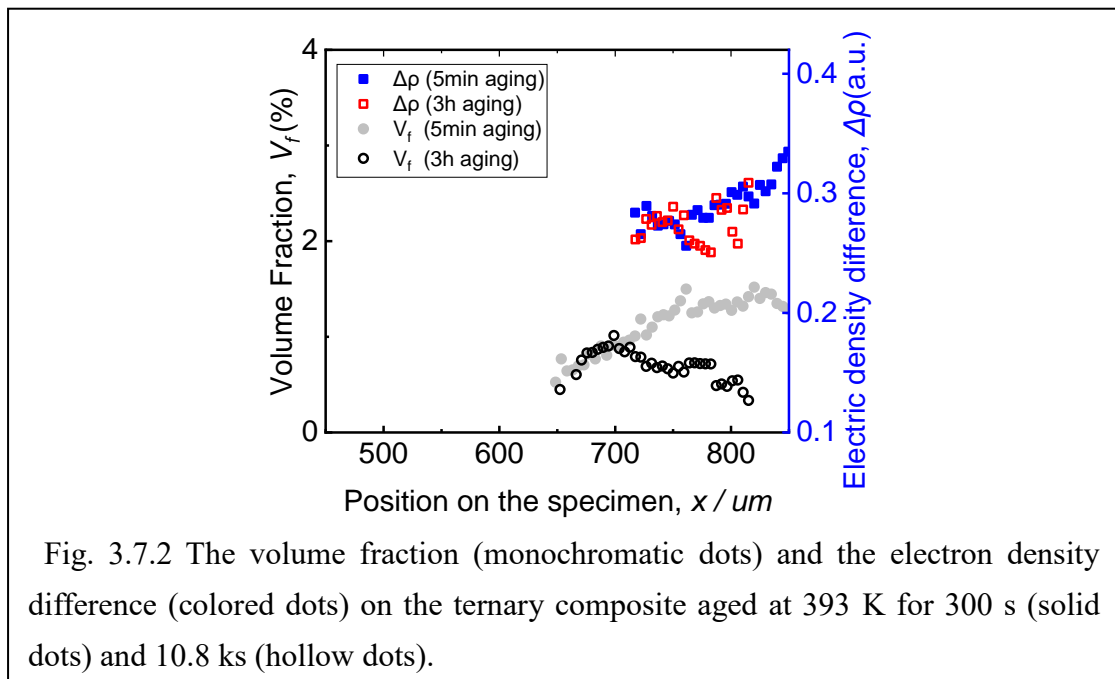 4
2
0
Volume Fraction, V_f(%)
Δρ (5min aging)
Δρ (3h aging)
V_f (5min aging)
V_f (3h aging)
0.4
0.3
0.2
0.1
Electric density difference, Δρ(a.u.)
500 600 700 800
Position on the specimen, x / um
Fig. 3.7.2 The volume fraction (monochromatic dots) and the electron density
difference (colored dots) on the ternary composite aged at 393 K for 300 s (solid
dots) and 10.8 ks (hollow dots).